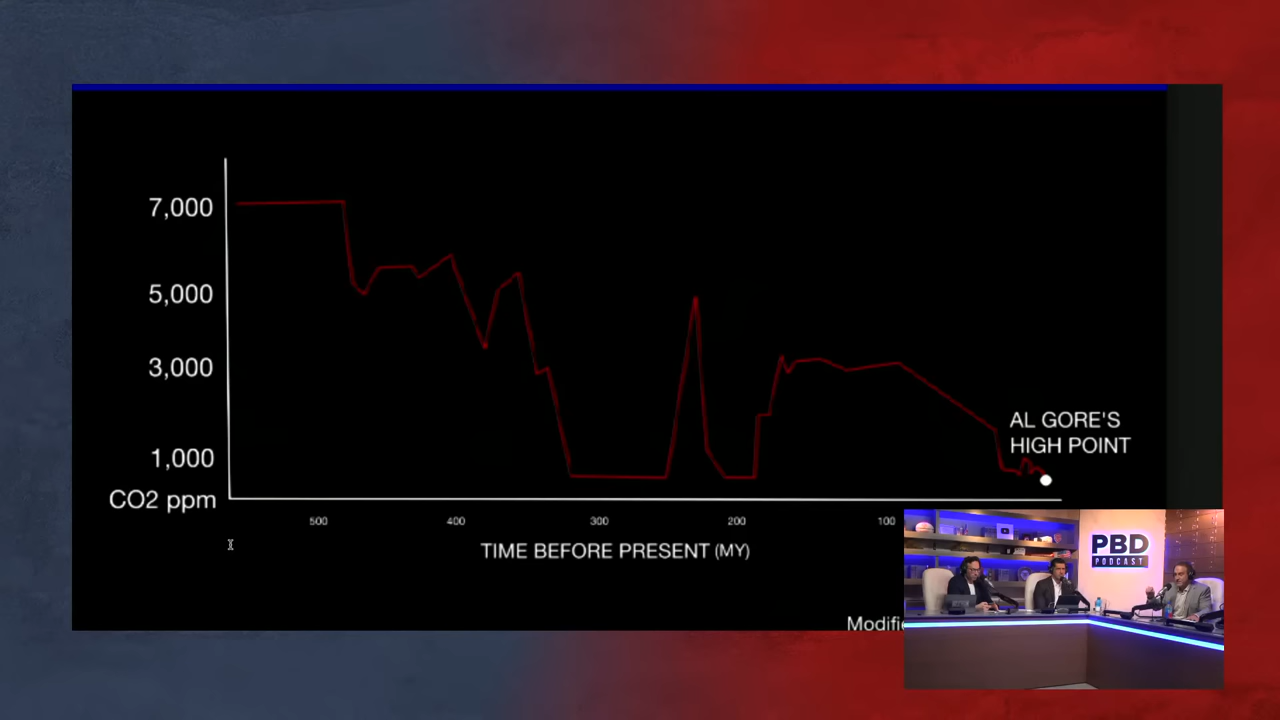 7,000
5,000
3,000
1,000
CO2 ppm
AL GORE'S
HIGH POINT
500
400
300
200
100
TIME BEFORE PRESENT (MY)
Modifie
PBD
PODCAST